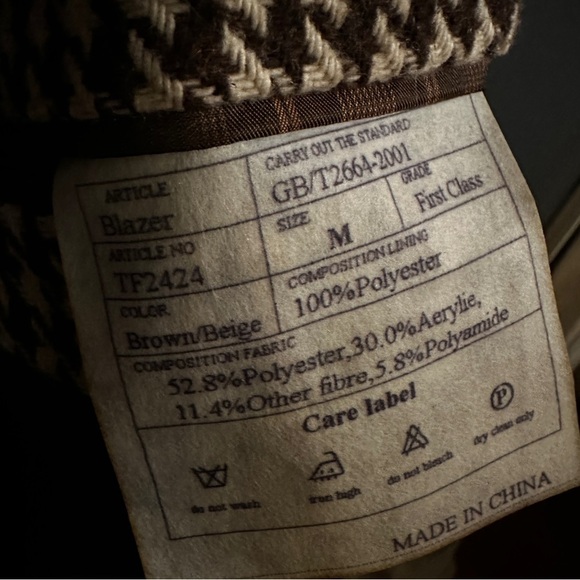 ARTICLE
Blazer
CARRY OUT THE STANDARD
GB/T2664-2001
ARTICLE NO
TF2424
SIZE
M
GRADE
First Class
COLOR
Brown/Beige
COMPOSITION LINING
100%Polyester
COMPOSITION FABRIC
52.8%Polyester,30.0%Aerylie,
11.4%Other fibre,5.8%Polyamide
Care label
P
do not wash
iron high
do not bleach
dry clean only
MADE IN CHINA